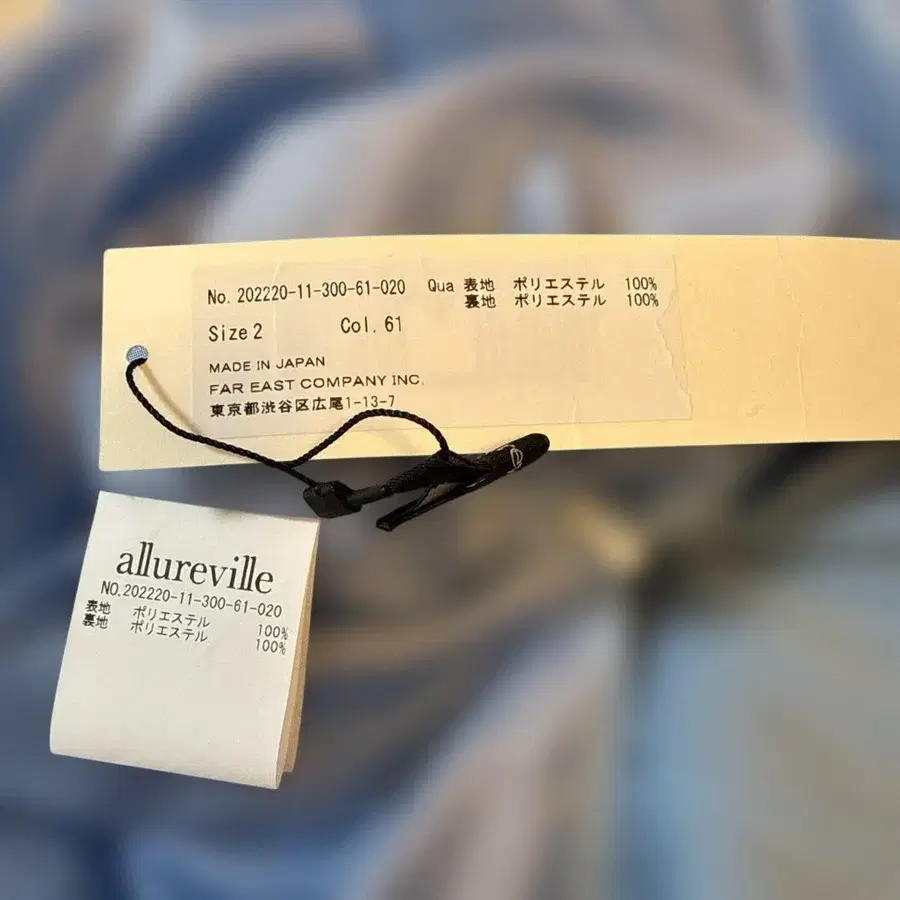 No. 202220-11-300-61-020 Qua 表地 ポリエステル 100%
裏地 ポリエステル 100%
Size 2 Col. 61
MADE IN JAPAN
FAR EAST COMPANY INC.
東京都渋谷区広尾1-13-7
allureville
NO.202220-11-300-61-020
表地 ポリエステル 100%
裏地 ポリエステル 100%